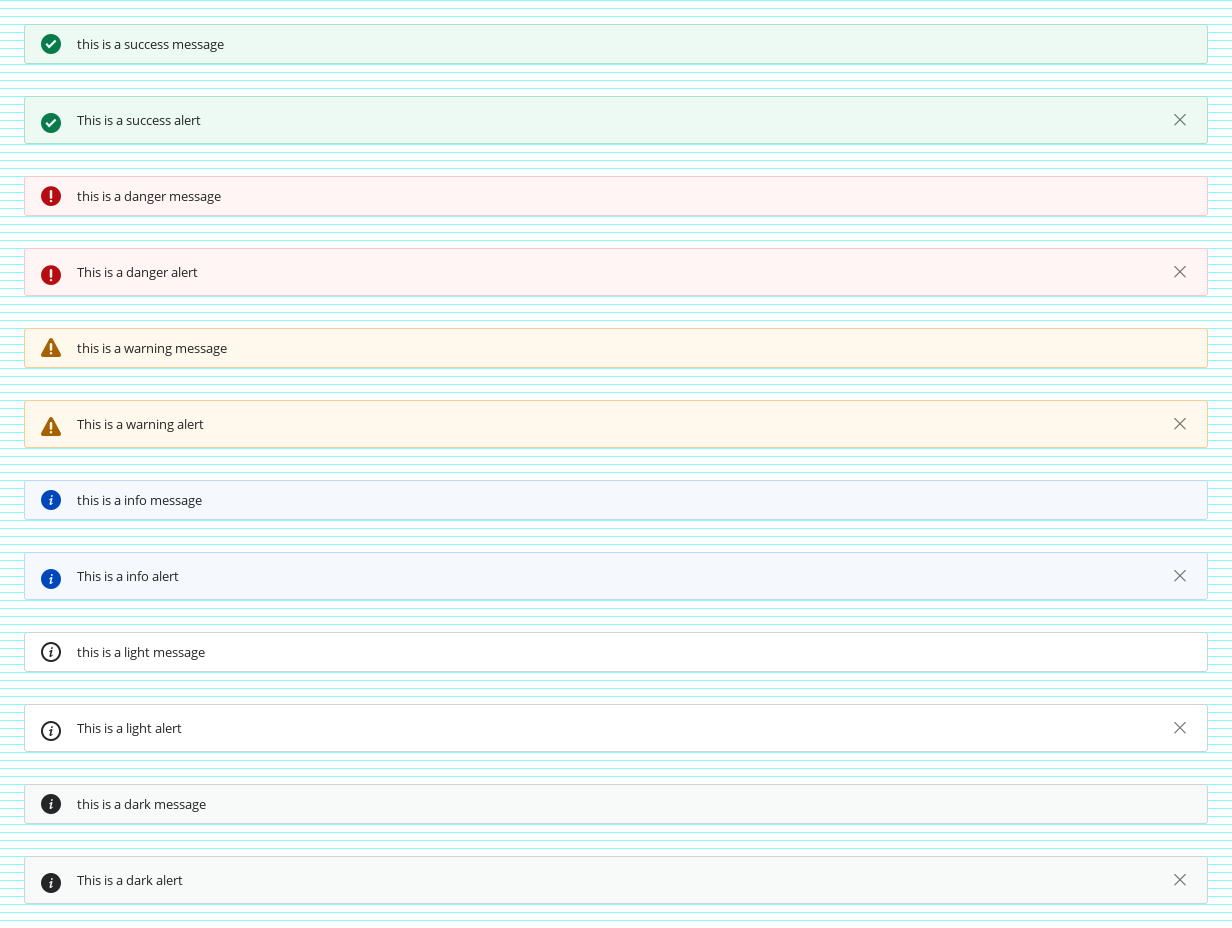 this is a success message
This is a success alert
this is a danger message
This is a danger alert
this is a warning message
This is a warning alert
this is a info message
This is a info alert
this is a light message
This is a light alert
this is a dark message
This is a dark alert